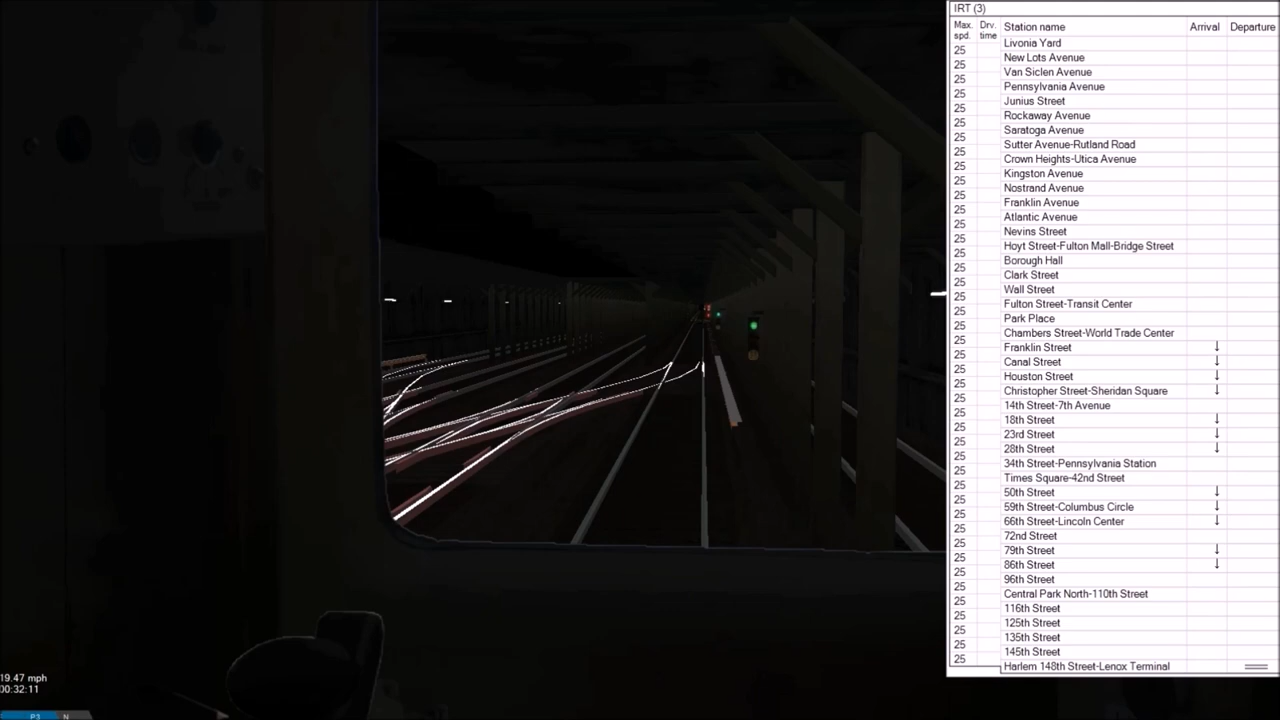 IRT (3)
Max. spd. Drv. time Station name Arrival Departure
Livonia Yard
25
New Lots Avenue
25
Van Siclen Avenue
25
Pennsylvania Avenue
25
Junius Street
25
Rockaway Avenue
25
Saratoga Avenue
25
Sutter Avenue-Rutland Road
25
Crown Heights-Utica Avenue
25
Kingston Avenue
25
Nostrand Avenue
25
Franklin Avenue
25
Atlantic Avenue
25
Nevins Street
25
Hoyt Street-Fulton Mall-Bridge Street
25
Borough Hall
25
Clark Street
25
Wall Street
25
Fulton Street-Transit Center
25
Park Place
25
Chambers Street-World Trade Center
25
Franklin Street ↓
25
Canal Street ↓
25
Houston Street ↓
25
Christopher Street-Sheridan Square ↓
25
14th Street-7th Avenue
25
18th Street ↓
25
23rd Street ↓
25
28th Street ↓
25
34th Street-Pennsylvania Station
25
Times Square-42nd Street
25
50th Street ↓
25
59th Street-Columbus Circle ↓
25
66th Street-Lincoln Center ↓
25
72nd Street
25
79th Street ↓
25
86th Street ↓
25
96th Street
25
Central Park North-110th Street
25
116th Street
25
125th Street
25
135th Street
25
145th Street
25
Harlem 148th Street-Lenox Terminal
19.47 mph
00:32:11
P3 N